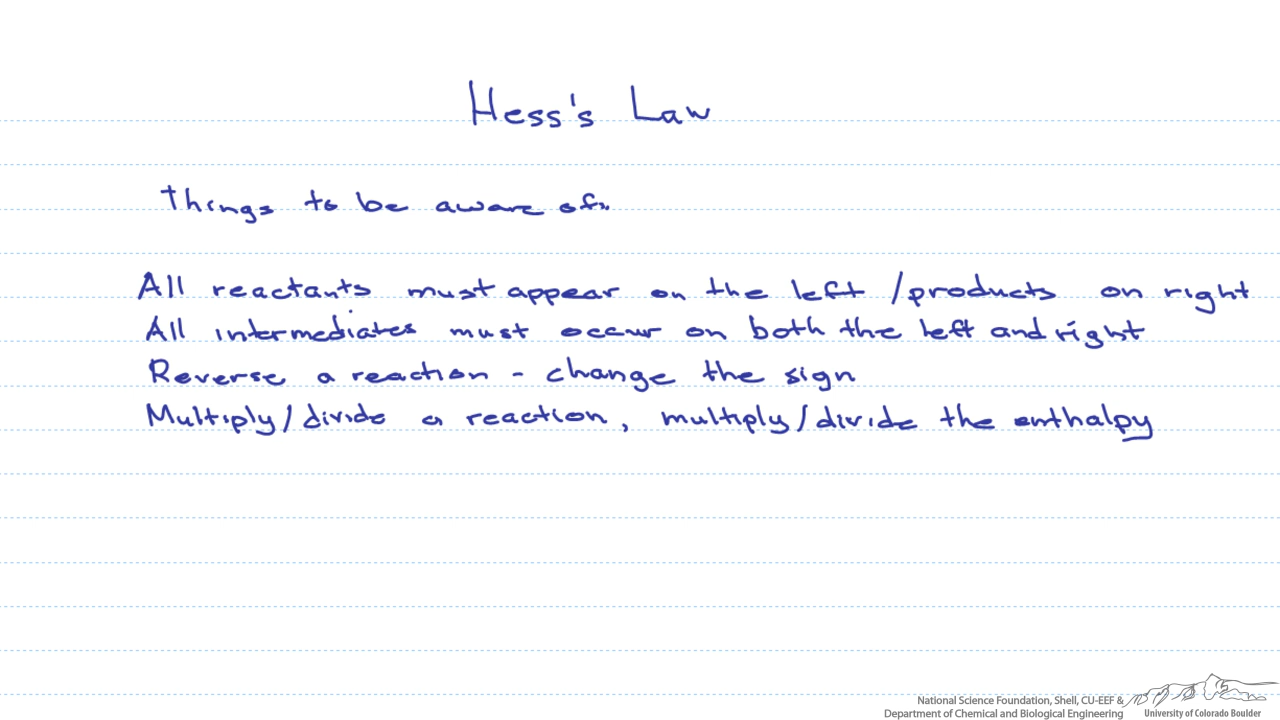 Hess's Law
Things to be aware of:
All reactants must appear on the left / products on right
All intermediates must occur on both the left and right
Reverse a reaction - change the sign
Multiply/divide a reaction, multiply/divide the enthalpy
National Science Foundation, Shell, CU-EEF &
Department of Chemical and Biological Engineering
University of Colorado Boulder